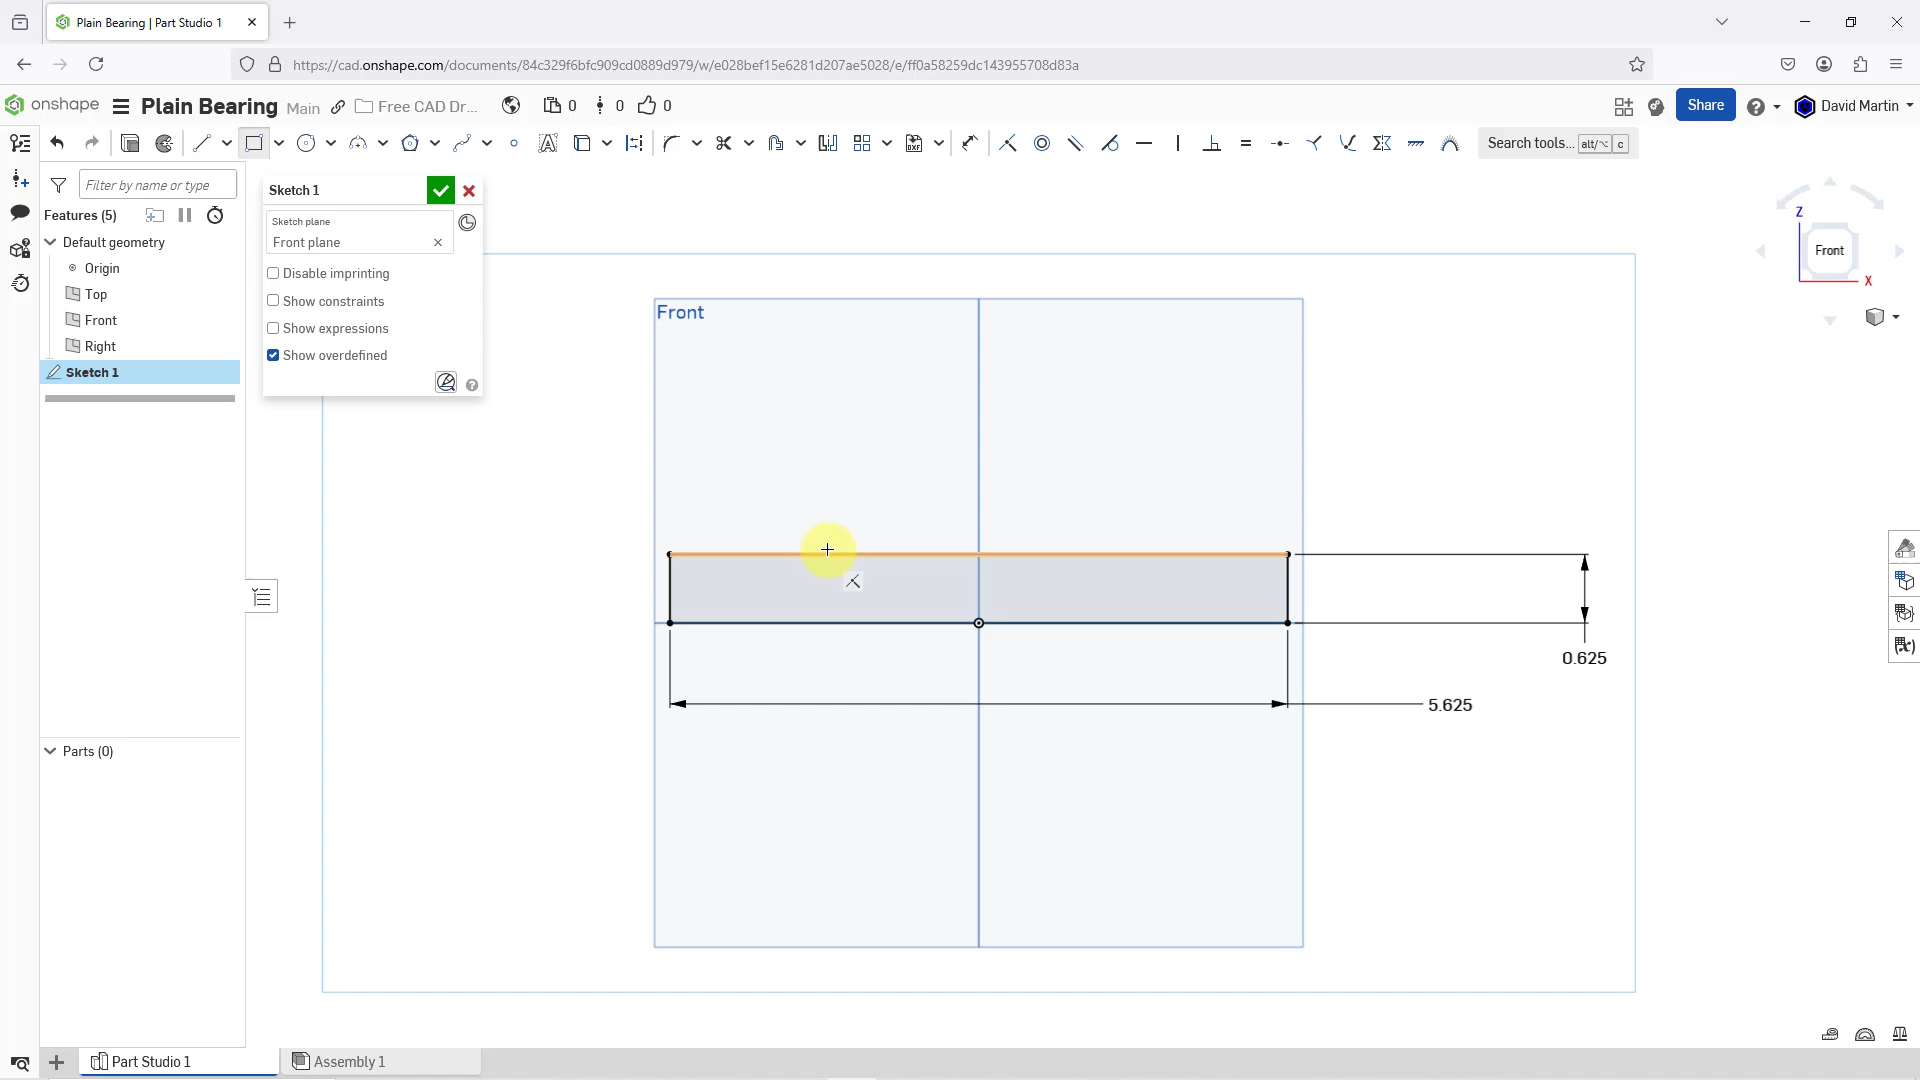 Plain Bearing | Part Studio 1
https://cad.onshape.com/documents/84c329f6bfc909cd0889d979/w/e028bef15e6281d207ae5028/e/ff0a58259dc143955708d83a
onshape Plain Bearing Main Free CAD Dr... 0 0 0 Share David Martin
Search tools... alt/⌥ c
Filter by name or type
Features (5)
Default geometry
Origin
Top
Front
Right
Sketch 1
Parts (0)
Sketch 1
Sketch plane
Front plane
Disable imprinting
Show constraints
Show expressions
Show overdefined
Front
0.625
5.625
Z
Front
X
Part Studio 1
Assembly 1